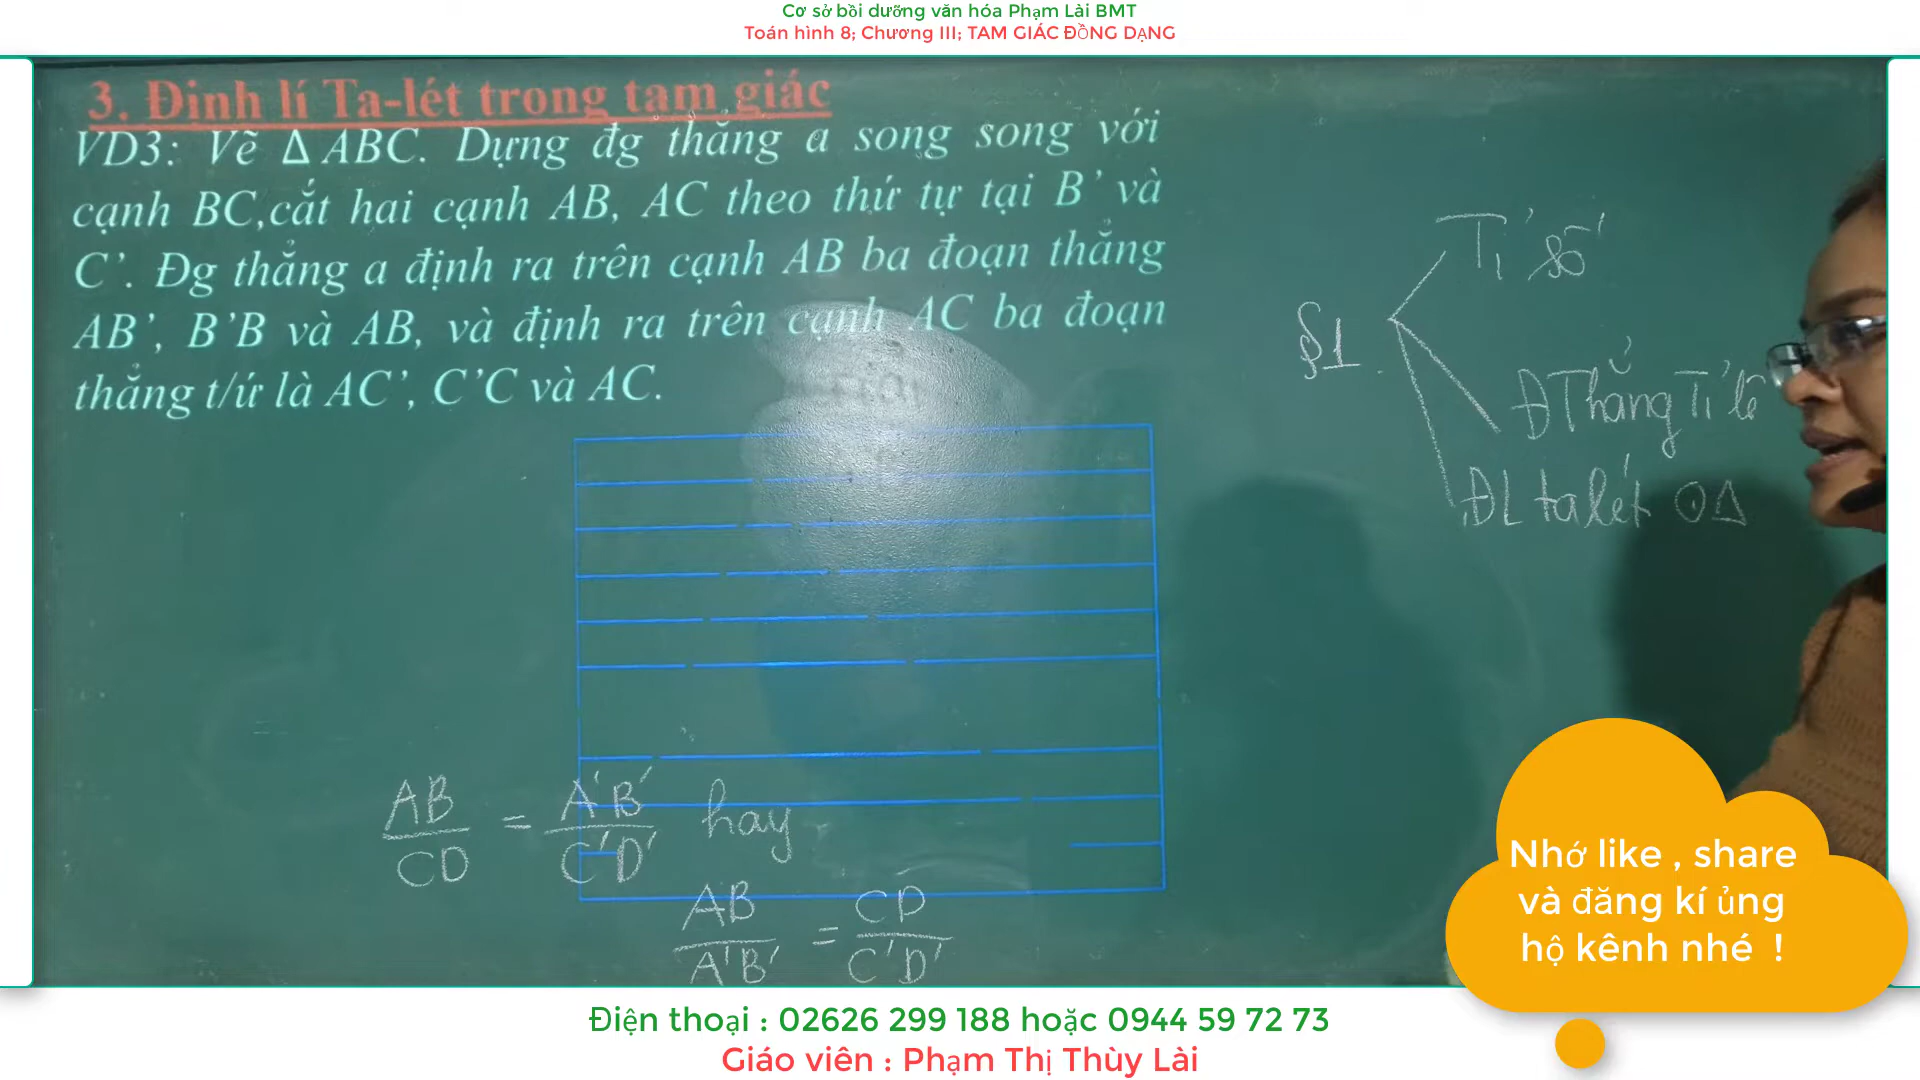 Cơ sở bồi dưỡng văn hóa Phạm Lài BMT
Toán hình 8; Chương III; TAM GIÁC ĐỒNG DẠNG
3. Đinh lí Ta-lét trong tam giác
VD3: Vẽ Δ ABC. Dựng đg thẳng a song song với
cạnh BC,cắt hai cạnh AB, AC theo thứ tự tại B’ và
C’. Đg thẳng a định ra trên cạnh AB ba đoạn thẳng
AB’, B’B và AB, và định ra trên cạnh AC ba đoạn
thẳng t/ứ là AC’, C’C và AC.
§1.
Tỉ số
ĐThẳng Tỉ lệ
ĐL talét ⊙Δ
AB/CD = A'B'/C'D' hay
AB/A'B' = CD/C'D'
Nhớ like , share
và đăng kí ủng
hộ kênh nhé !
Điện thoại : 02626 299 188 hoặc 0944 59 72 73
Giáo viên : Phạm Thị Thùy Lài